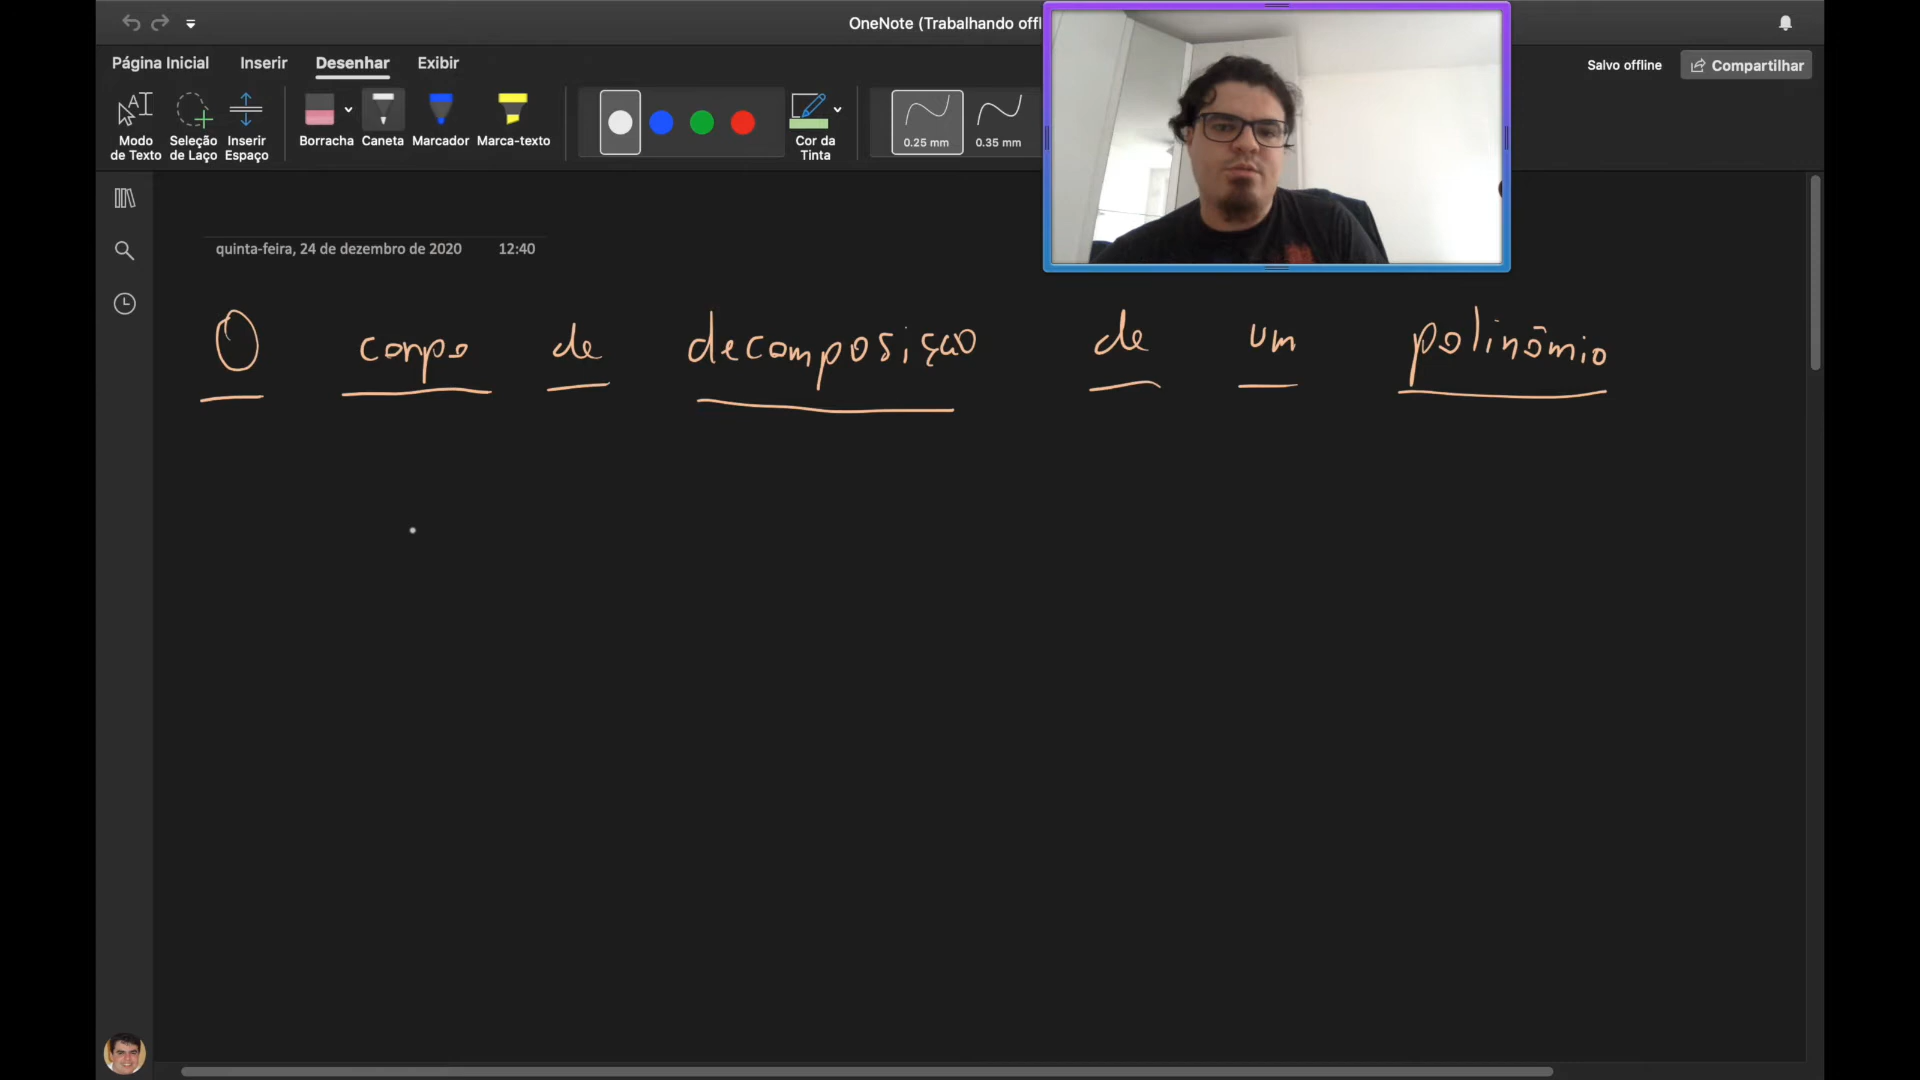 OneNote (Trabalhando offl
Página Inicial Inserir Desenhar Exibir
Salvo offline Compartilhar
Modo de Texto
Seleção de Laço
Inserir Espaço
Borracha Caneta Marcador Marca-texto
Cor da Tinta
0.25 mm 0.35 mm
quinta-feira, 24 de dezembro de 2020 12:40
O corpo de decomposição de um polinômio